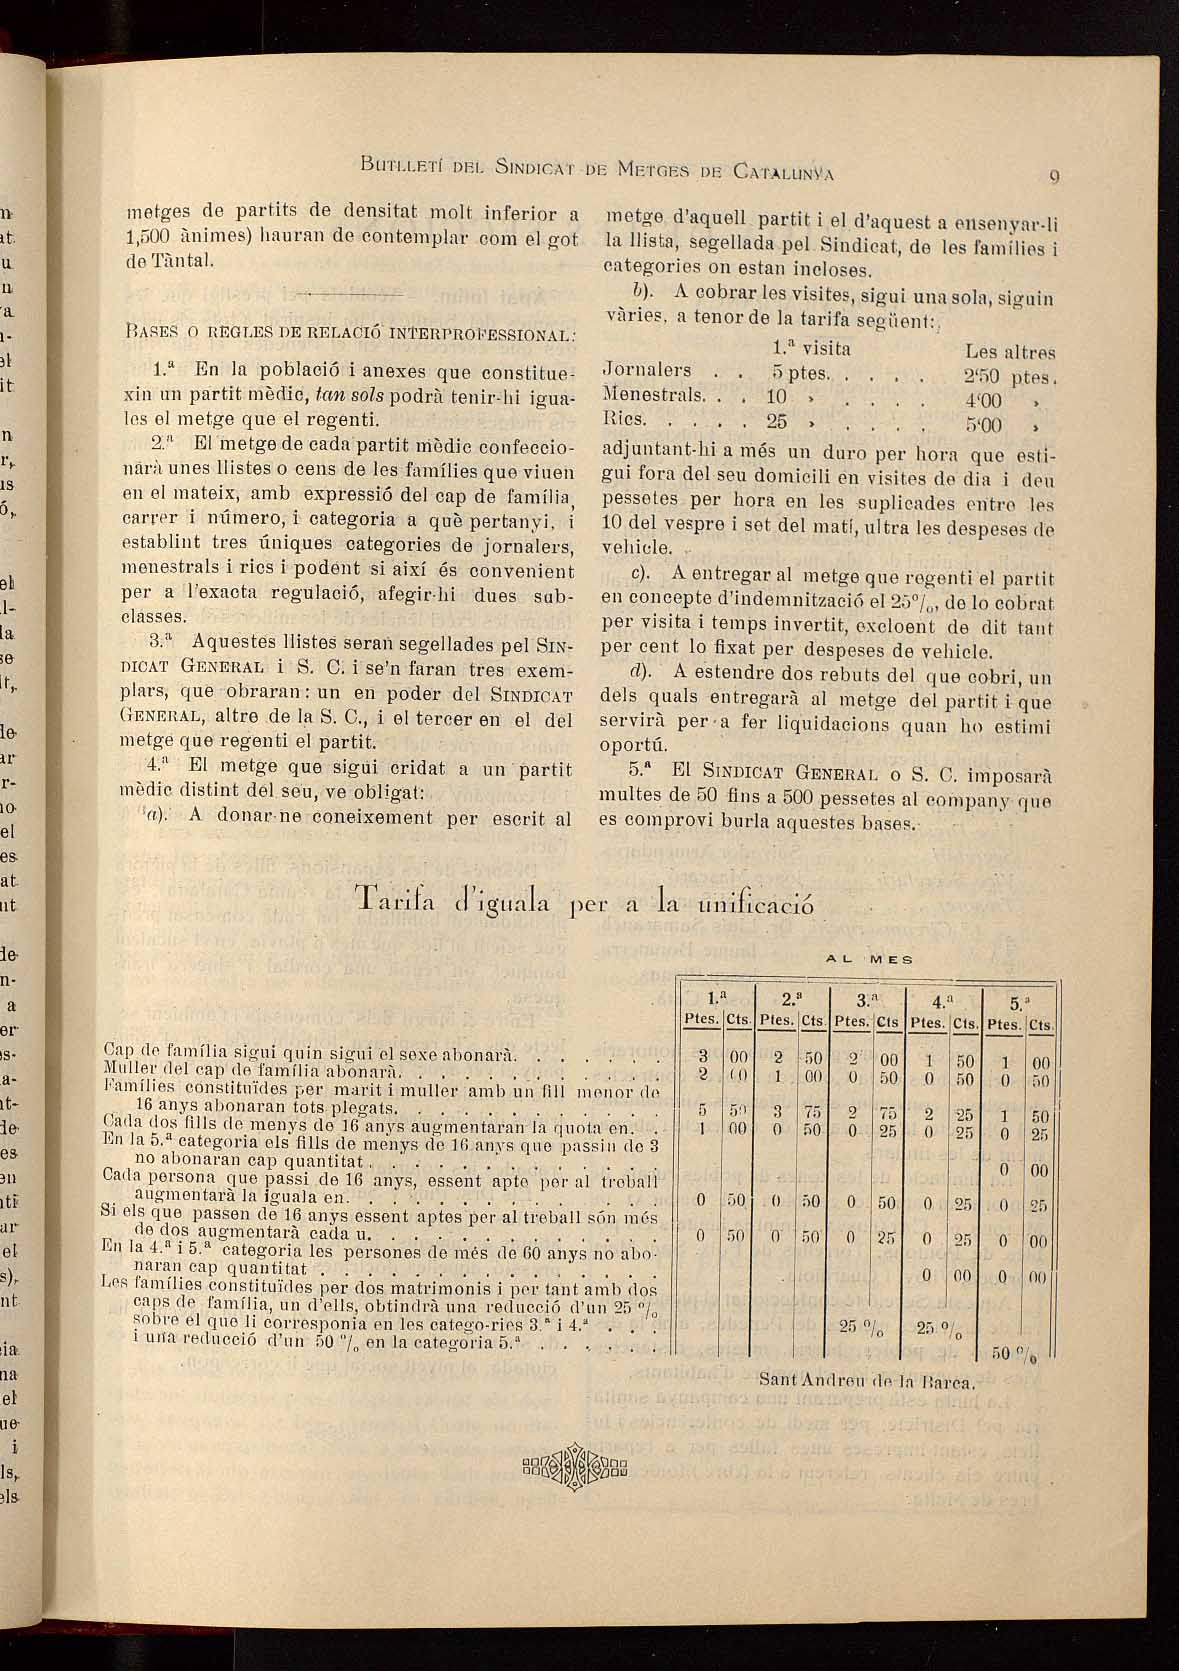 Butlletí del Sindicat de Metges de Catalunya
9
metges de partits de densitat molt inferior a
1,500 ànimes) hauran de contemplar com el got
de Tàntal.
Bases o regles de relació interprofessional:
1.ª En la població i anexes que constitue-
xin un partit mèdic, tan sols podrà tenir-hi igua-
les el metge que el regenti.
2.ª El metge de cada partit mèdic confeccio-
narà unes llistes o cens de les famílies que viuen
en el mateix, amb expressió del cap de família,
carrer i número, i categoria a què pertanyi, i
establint tres úniques categories de jornalers,
menestrals i rics i podent si així és convenient
per a l'exacta regulació, afegir-hi dues sub-
classes.
3.ª Aquestes llistes seran segellades pel Sin-
dicat General i S. C. i se'n faran tres exem-
plars, que obraran: un en poder del Sindicat
General, altre de la S. C., i el tercer en el del
metge que regenti el partit.
4.ª El metge que sigui cridat a un partit
mèdic distint del seu, ve obligat:
a). A donar-ne coneixement per escrit al
metge d'aquell partit i el d'aquest a ensenyar-li
la llista, segellada pel Sindicat, de les famílies i
categories on estan incloses.
b). A cobrar les visites, sigui una sola, siguin
vàries, a tenor de la tarifa següent:
1.ª visita Les altres
Jornalers . . 5 ptes. . . . . 2'50 ptes.
Menestrals. . . 10 » . . . . 4'00 »
Rics. . . . . 25 » . . . . 5'00 »
adjuntant-hi a més un duro per hora que esti-
gui fora del seu domicili en visites de dia i deu
pessetes per hora en les suplicades entre les
10 del vespre i set del matí, ultra les despeses de
vehicle.
c). A entregar al metge que regenti el partit
en concepte d'indemnització el 25%, de lo cobrat
per visita i temps invertit, excloent de dit tant
per cent lo fixat per despeses de vehicle.
d). A estendre dos rebuts del que cobri, un
dels quals entregarà al metge del partit i que
servirà per a fer liquidacions quan ho estimi
oportú.
5.ª El Sindicat General o S. C. imposarà
multes de 50 fins a 500 pessetes al company que
es comprovi burla aquestes bases.
Tarifa d'iguala per a la unificació
AL MES
1.ª 2.ª 3.ª 4.ª 5.ª
Ptes. Cts. Ptes. Cts. Ptes. Cts Ptes. Cts. Ptes. Cts.
Cap de família sigui quin sigui el sexe abonarà. . . . . . . 3 00 2 50 2 00 1 50 1 00
Muller del cap de família abonarà. . . . . . . . . . . . 2 00 1 00 0 50 0 50 0 50
Famílies constituïdes per marit i muller amb un fill menor de
16 anys abonaran tots plegats. . . . . . . . . . . . 5 50 3 75 2 75 2 25 1 50
Cada dos fills de menys de 16 anys augmentaran la quota en. . . 1 00 0 50 0 25 0 25 0 25
En la 5.ª categoria els fills de menys de 16 anys que passin de 3
no abonaran cap quantitat . . . . . . . . . . . . . 0 00
Cada persona que passi de 16 anys, essent apte per al treball
augmentarà la iguala en. . . . . . . . . . . . . . 0 50 0 50 0 50 0 25 0 25
Si els que passen de 16 anys essent aptes per al treball són més
de dos augmentarà cada u. . . . . . . . . . . . . 0 50 0 50 0 25 0 25 0 00
En la 4.ª i 5.ª categoria les persones de més de 60 anys no abo-
naran cap quantitat . . . . . . . . . . . . . . . 0 00 0 00
Les famílies constituïdes per dos matrimonis i per tant amb dos
caps de família, un d'ells, obtindrà una reducció d'un 25 %
sobre el que li corresponia en les catego-ries 3.ª i 4.ª . . . 25 % 25 %
i una reducció d'un 50 % en la categoria 5.ª . . . . . . . 50 %
Sant Andreu de la Barca.